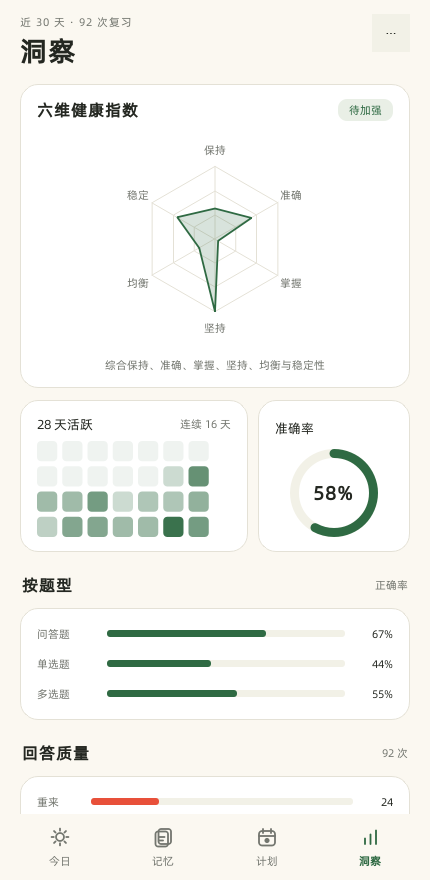 近 30 天 · 92 次复习
洞察
...
六维健康指数
待加强
保持
稳定
准确
均衡
掌握
坚持
综合保持、准确、掌握、坚持、均衡与稳定性
28 天活跃
连续 16 天
准确率
58%
按题型
正确率
问答题
67%
单选题
44%
多选题
55%
回答质量
92 次
重来
24
今日
记忆
计划
洞察